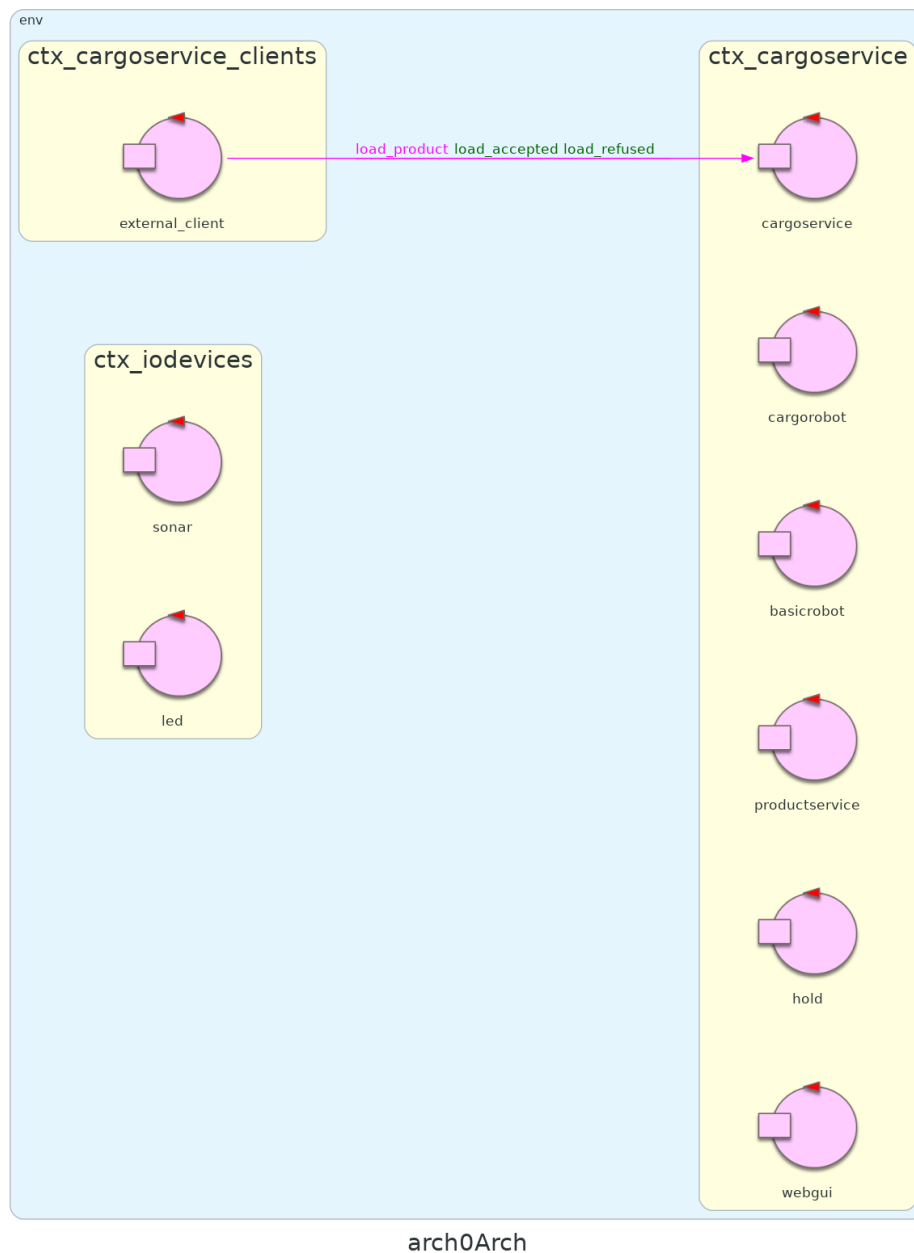 env
ctx_cargoservice_clients
ctx_cargoservice
load_product load_accepted load_refused
external_client
cargoservice
ctx_iodevices
cargorobot
sonar
basicrobot
led
productservice
hold
webgui
arch0Arch